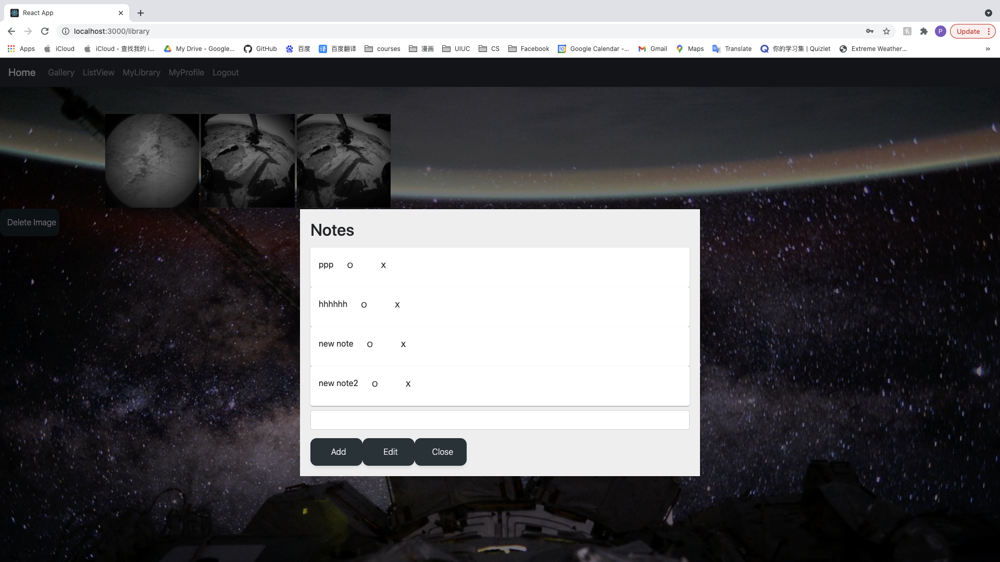 React App
localhost:3000/library
P
Update
Apps
iCloud
iCloud - 查找我的 i...
My Drive - Google...
GitHub
百度
译 百度翻译
courses
漫画
UIUC
CS
Facebook
10 Google Calendar -...
Gmail
Maps
Translate
你的学习集 | Quizlet
Extreme Weather...
Home Gallery ListView MyLibrary MyProfile Logout
Delete Image
Notes
ppp O X
hhhhhh O X
new note O X
new note2 O X
Add Edit Close